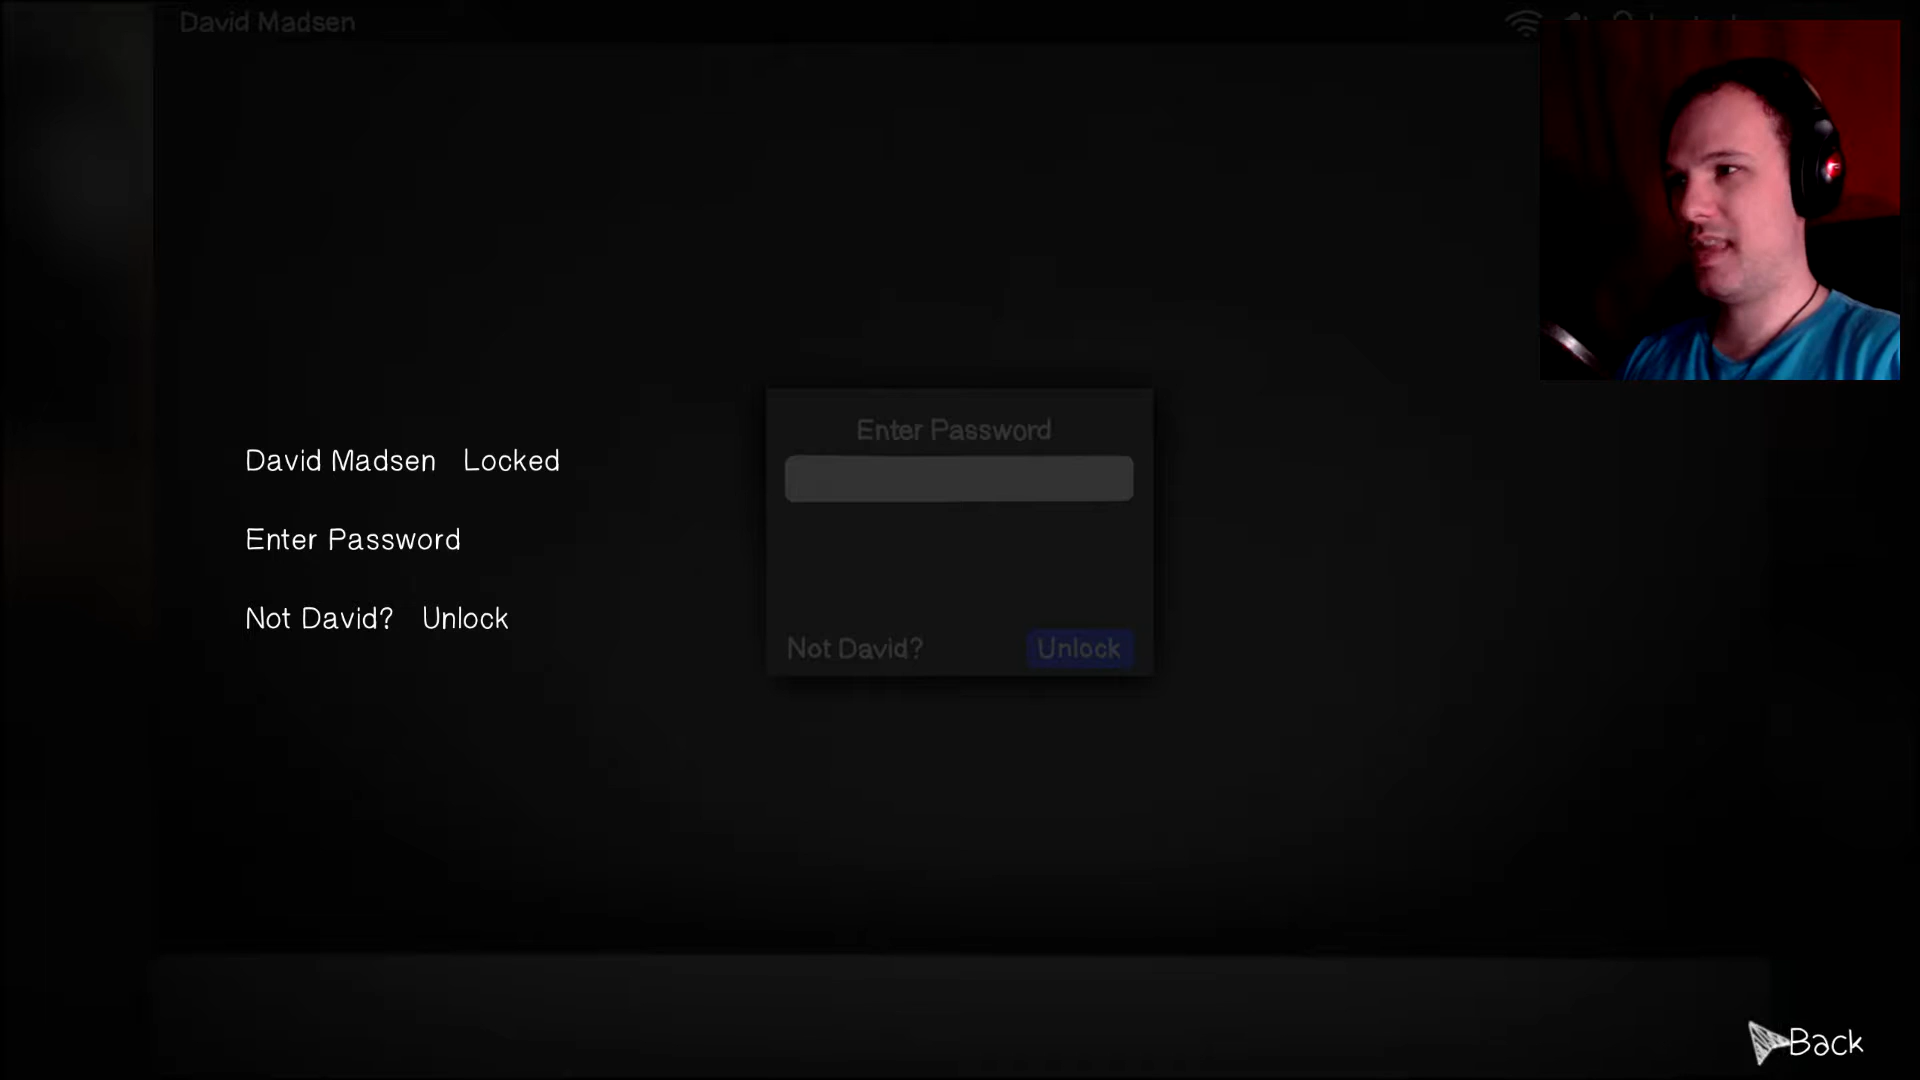 David Madsen
David Madsen Locked
Enter Password
Not David? Unlock
Enter Password
Not David? Unlock
Back